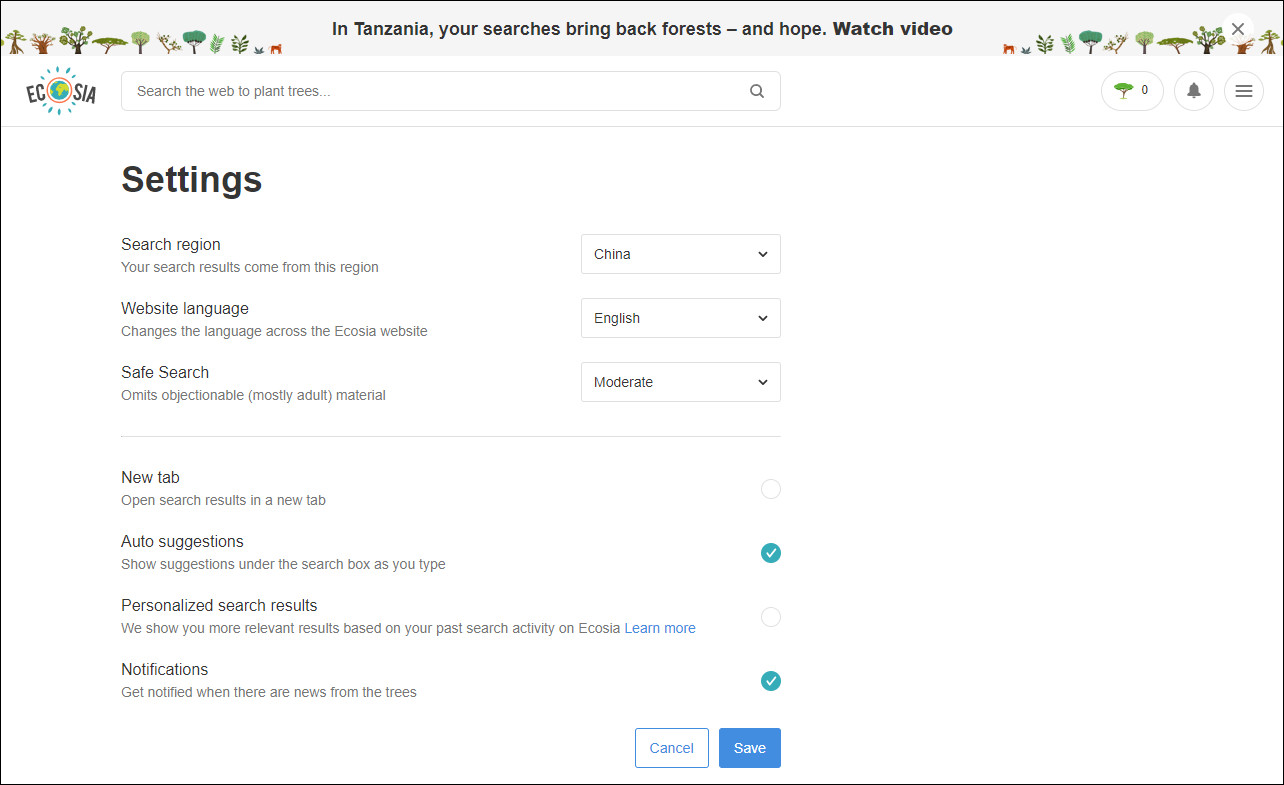 In Tanzania, your searches bring back forests – and hope. Watch video
ECOSIA
Search the web to plant trees...
0
Settings
Search region
China
Your search results come from this region
Website language
English
Changes the language across the Ecosia website
Safe Search
Moderate
Omits objectionable (mostly adult) material
New tab
Open search results in a new tab
Auto suggestions
Show suggestions under the search box as you type
Personalized search results
We show you more relevant results based on your past search activity on Ecosia Learn more
Notifications
Get notified when there are news from the trees
Cancel
Save